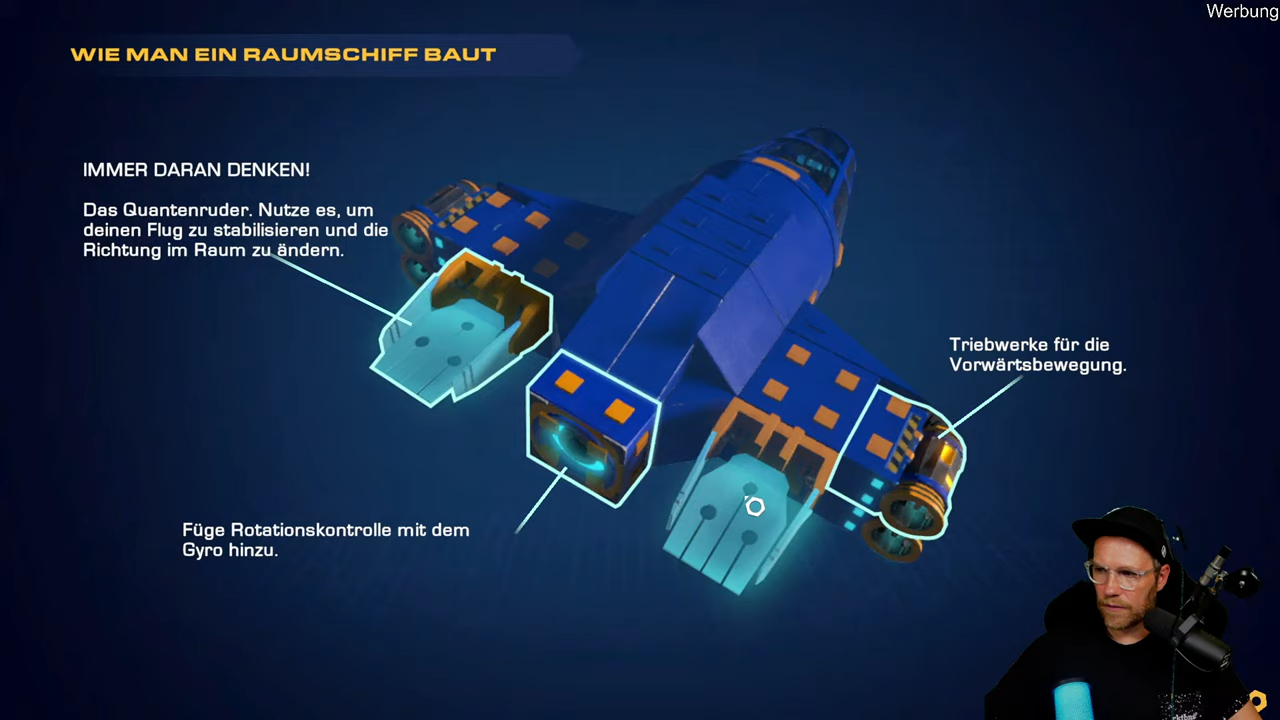 Werbung
WIE MAN EIN RAUMSCHIFF BAUT
IMMER DARAN DENKEN!
Das Quantenruder. Nutze es, um
deinen Flug zu stabilisieren und die
Richtung im Raum zu ändern.
Triebwerke für die
Vorwärtsbewegung.
Füge Rotationskontrolle mit dem
Gyro hinzu.